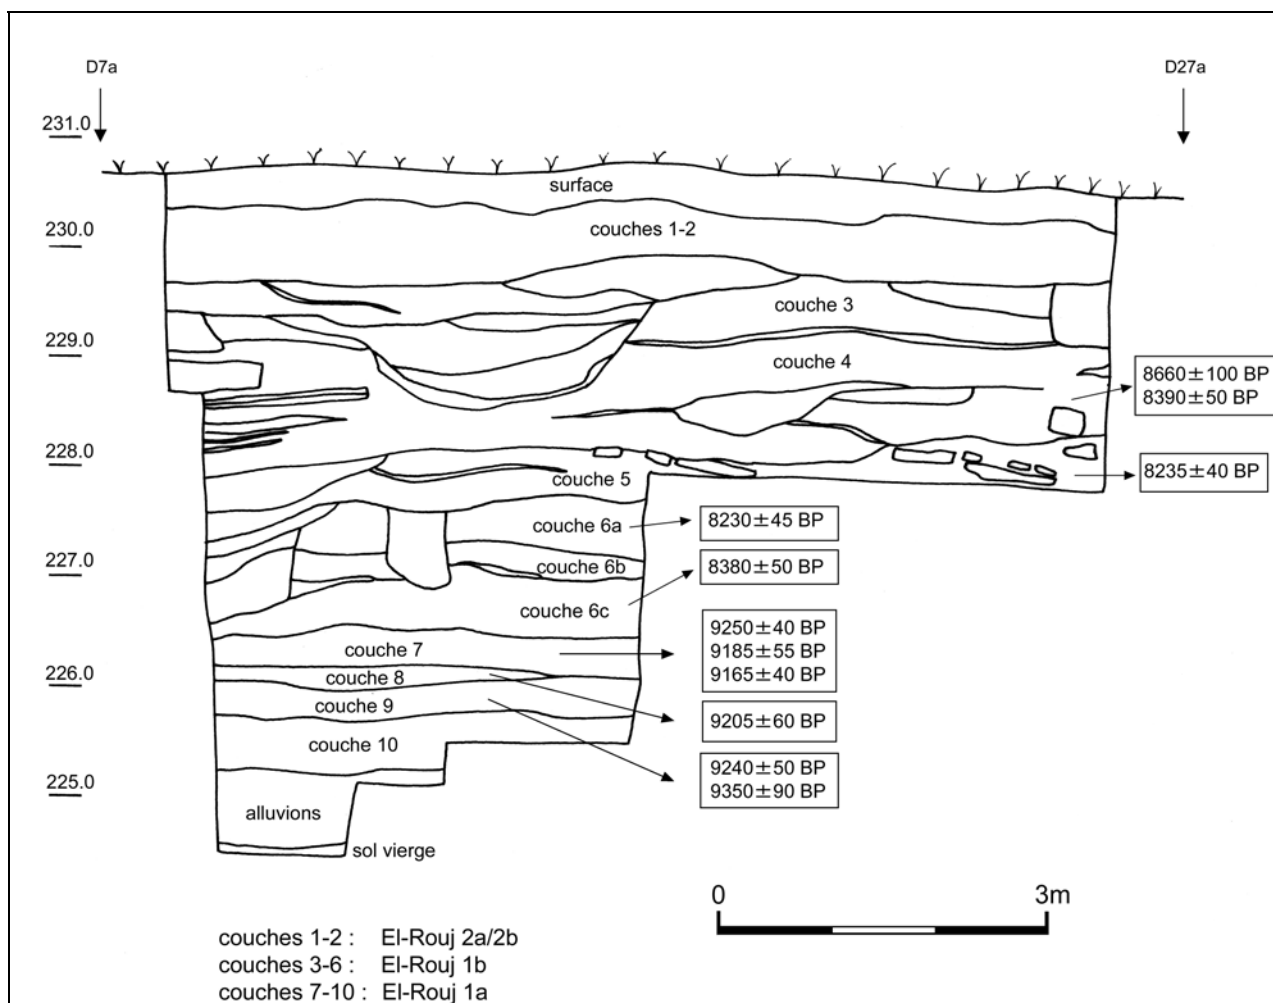 D7a
D27a
231.0
surface
230.0
couches 1-2
couche 3
229.0
couche 4
8660±100 BP
8390±50 BP
228.0
couche 5
8235±40 BP
couche 6a
8230±45 BP
227.0
couche 6b
8380±50 BP
couche 6c
9250±40 BP
9185±55 BP
9165±40 BP
couche 7
226.0
couche 8
couche 9
9205±60 BP
couche 10
9240±50 BP
9350±90 BP
225.0
alluvions
sol vierge
0 3m
couches 1-2 : El-Rouj 2a/2b
couches 3-6 : El-Rouj 1b
couches 7-10 : El-Rouj 1a